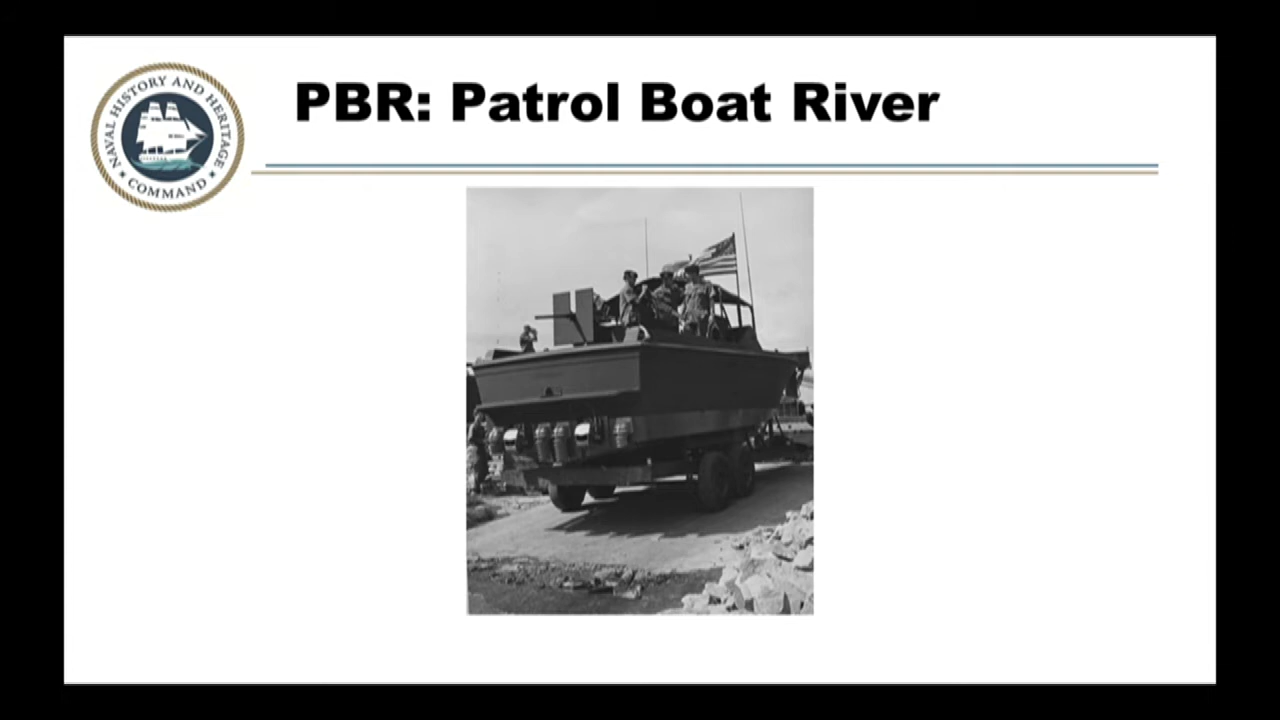 PBR: Patrol Boat River
NAVAL HISTORY AND HERITAGE
COMMAND